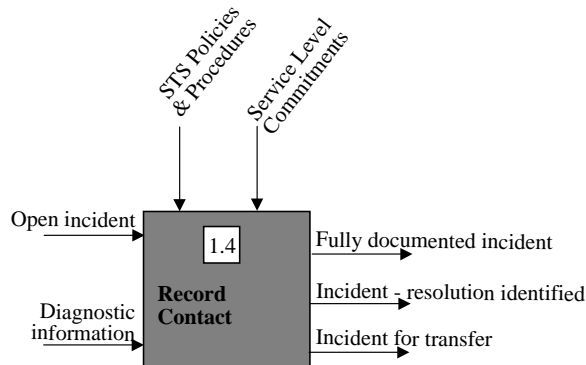 STS Policies
& Procedures
Service Level
Commitments
Open incident
1.4
Fully documented incident
Record
Contact
Incident - resolution identified
Diagnostic
information
Incident for transfer